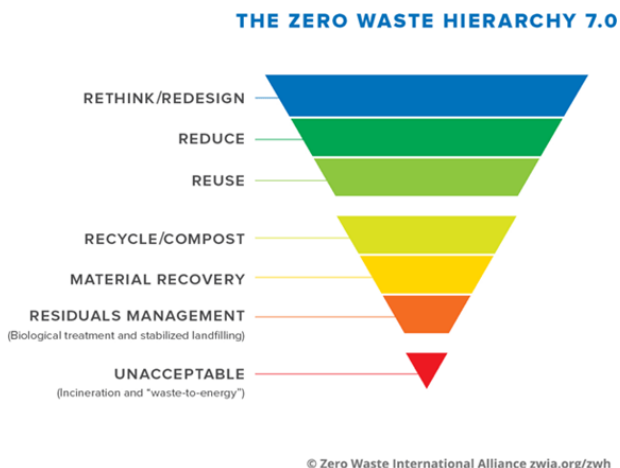 THE ZERO WASTE HIERARCHY 7.0
RETHINK/REDESIGN
REDUCE
REUSE
RECYCLE/COMPOST
MATERIAL RECOVERY
RESIDUALS MANAGEMENT
(Biological treatment and stabilized landfilling)
UNACCEPTABLE
(Incineration and “waste-to-energy”)
© Zero Waste International Alliance zwia.org/zwh